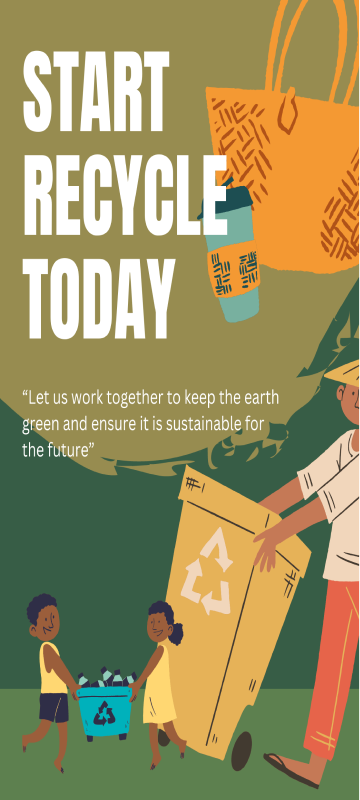 START
RECYCLE
TODAY
“Let us work together to keep the earth
green and ensure it is sustainable for
the future”